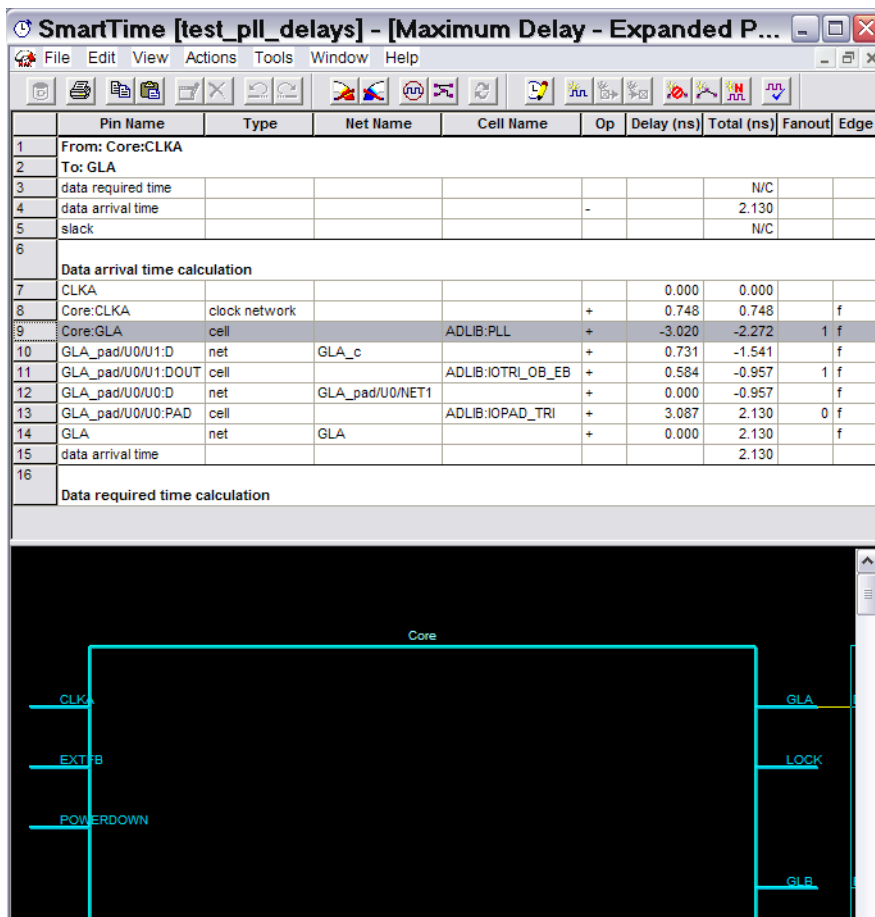 SmartTime [test_pll_delays] - [Maximum Delay - Expanded P...
File Edit View Actions Tools Window Help
Pin Name Type Net Name Cell Name Op Delay (ns) Total (ns) Fanout Edge
1 From: Core:CLKA
2 To: GLA
3 data required time N/C
4 data arrival time - 2.130
5 slack N/C
6
Data arrival time calculation
7 CLKA 0.000 0.000
8 Core:CLKA clock network + 0.748 0.748 f
9 Core:GLA cell ADLIB:PLL + -3.020 -2.272 1 f
10 GLA_pad/U0/U1:D net GLA_c + 0.731 -1.541 f
11 GLA_pad/U0/U1:DOUT cell ADLIB:IOTRI_OB_EB + 0.584 -0.957 1 f
12 GLA_pad/U0/U0:D net GLA_pad/U0/NET1 + 0.000 -0.957 f
13 GLA_pad/U0/U0:PAD cell ADLIB:IOPAD_TRI + 3.087 2.130 0 f
14 GLA net GLA + 0.000 2.130 f
15 data arrival time 2.130
16
Data required time calculation
Core
CLKA GLA
EXTFB LOCK
POWERDOWN
GLB